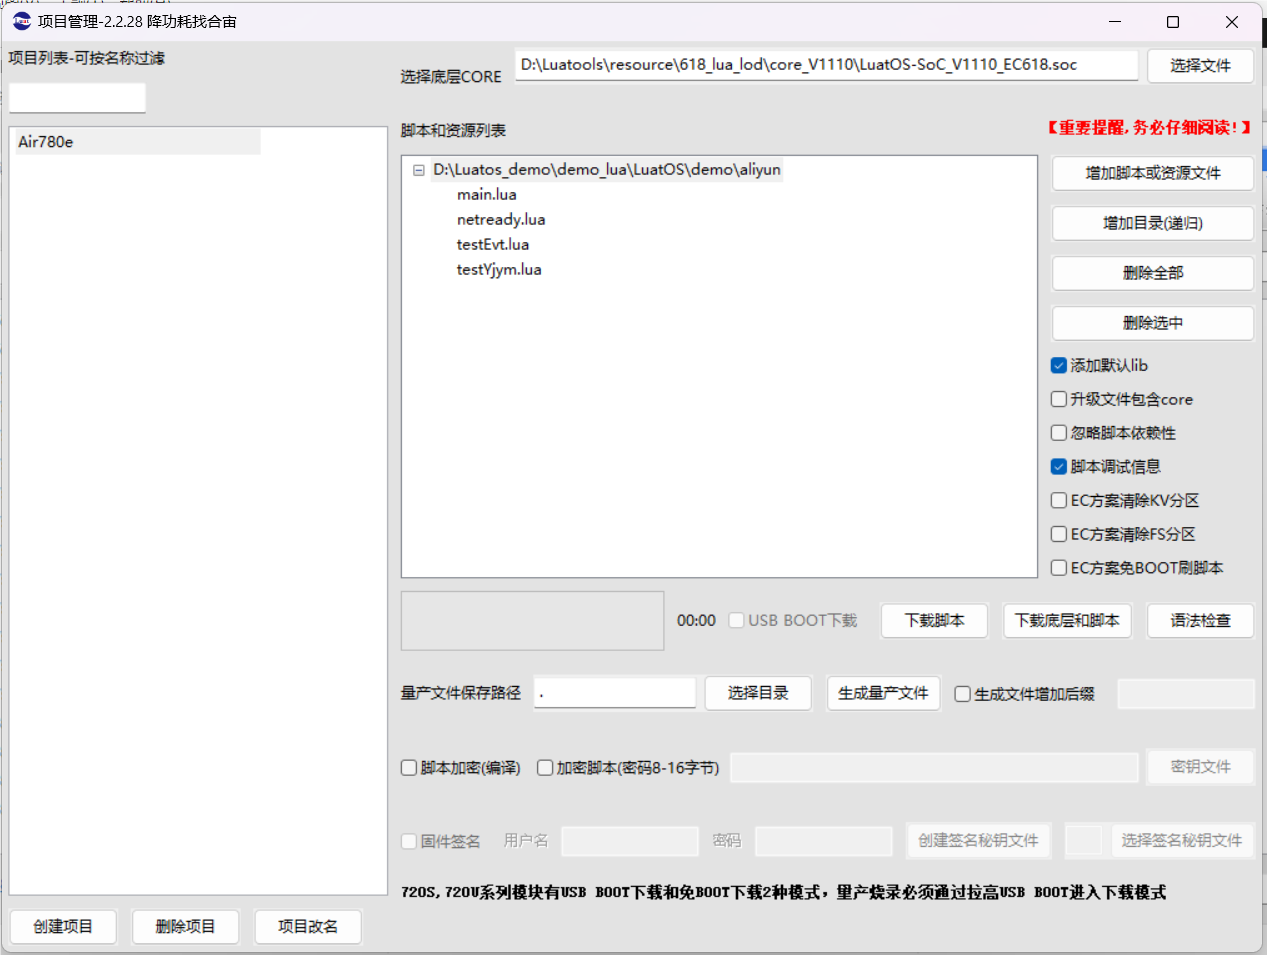 项目管理-2.2.28 降功耗找合宙
项目列表-可按名称过滤
选择底层CORE
D:\Luatools\resource\618_lua_lod\core_V1110\LuatOS-SoC_V1110_EC618.soc
选择文件
Air780e
脚本和资源列表
【重要提醒,务必仔细阅读!】
D:\Luatos_demo\demo_lua\LuatOS\demo\aliyun
main.lua
netready.lua
testEvt.lua
testYjym.lua
增加脚本或资源文件
增加目录(递归)
删除全部
删除选中
添加默认lib
升级文件包含core
忽略脚本依赖性
脚本调试信息
EC方案清除KV分区
EC方案清除FS分区
EC方案免BOOT刷脚本
00:00
USB BOOT下载
下载脚本
下载底层和脚本
语法检查
量产文件保存路径
.
选择目录
生成量产文件
生成文件增加后缀
脚本加密(编译)
加密脚本(密码8-16字节)
密钥文件
固件签名
用户名
密码
创建签名秘钥文件
选择签名秘钥文件
720S,720U系列模块有USB BOOT下载和免BOOT下载2种模式，量产烧录必须通过拉高USB BOOT进入下载模式
创建项目
删除项目
项目改名